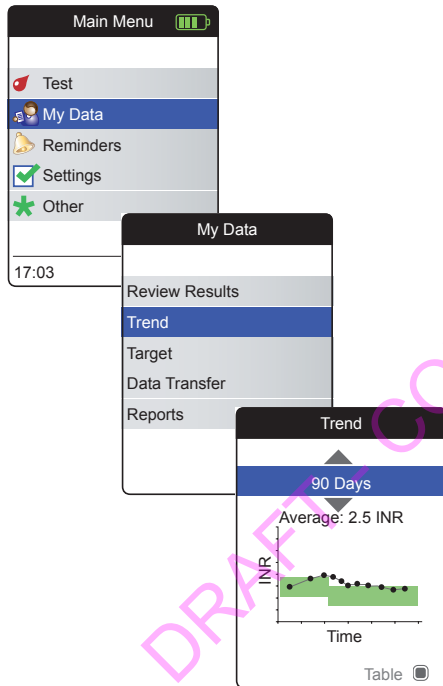 Main Menu
Test
My Data
Reminders
Settings
Other
17:03
My Data
Review Results
Trend
Target
Data Transfer
Reports
Trend
90 Days
Average: 2.5 INR
INR
Time
Table
DRAFT - CO